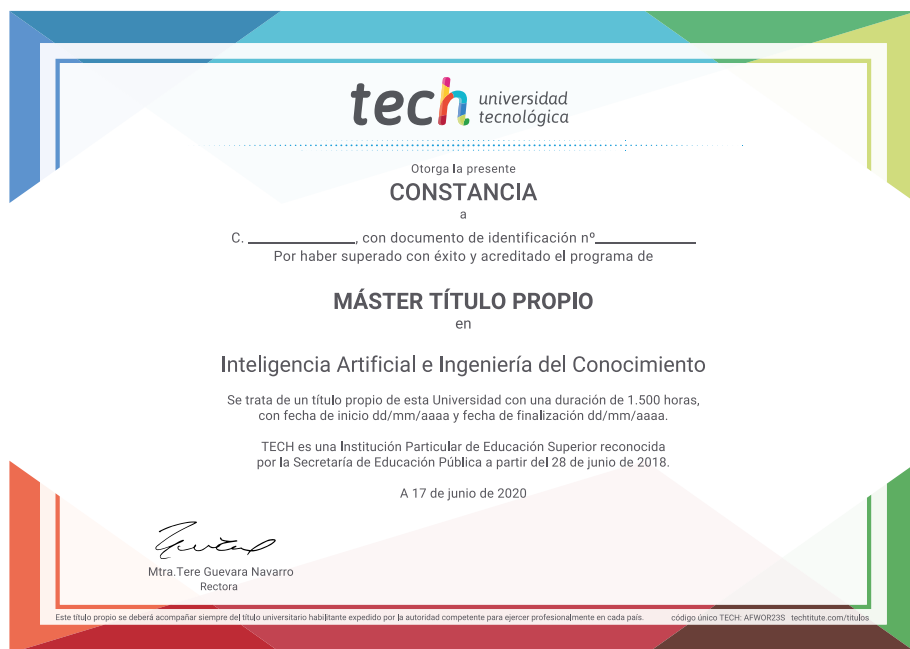 tech universidad
tecnológica
Otorga la presente
CONSTANCIA
a
C. ____________, con documento de identificación nº____________
Por haber superado con éxito y acreditado el programa de
MÁSTER TÍTULO PROPIO
en
Inteligencia Artificial e Ingeniería del Conocimiento
Se trata de un título propio de esta Universidad con una duración de 1.500 horas,
con fecha de inicio dd/mm/aaaa y fecha de finalización dd/mm/aaaa.
TECH es una Institución Particular de Educación Superior reconocida
por la Secretaría de Educación Pública a partir del 28 de junio de 2018.
A 17 de junio de 2020
Mtra.Tere Guevara Navarro
Rectora
Este título propio se deberá acompañar siempre del título universitario habilitante expedido por la autoridad competente para ejercer profesionalmente en cada país. código único TECH: AFWOR23S techtitute.com/titulos